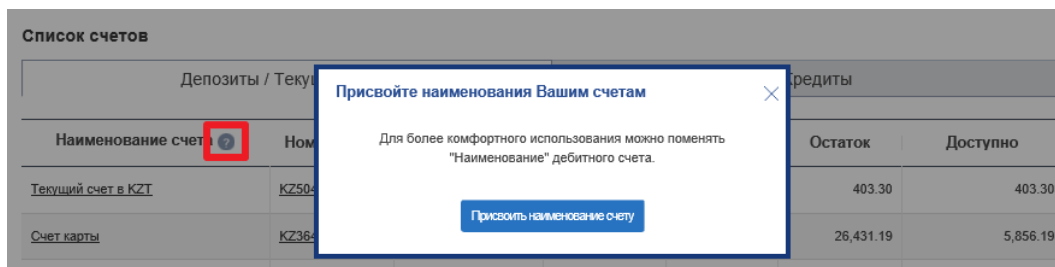 Список счетов
Депозиты / Теку
Кредиты
Присвойте наименования Вашим счетам
Для более комфортного использования можно поменять
"Наименование" дебитного счета.
Присвоить наименование счету
Наименование счета ? Ном Остаток Доступно
Текущий счет в KZT KZ504 403.30 403.30
Счет карты KZ364 26,431.19 5,856.19